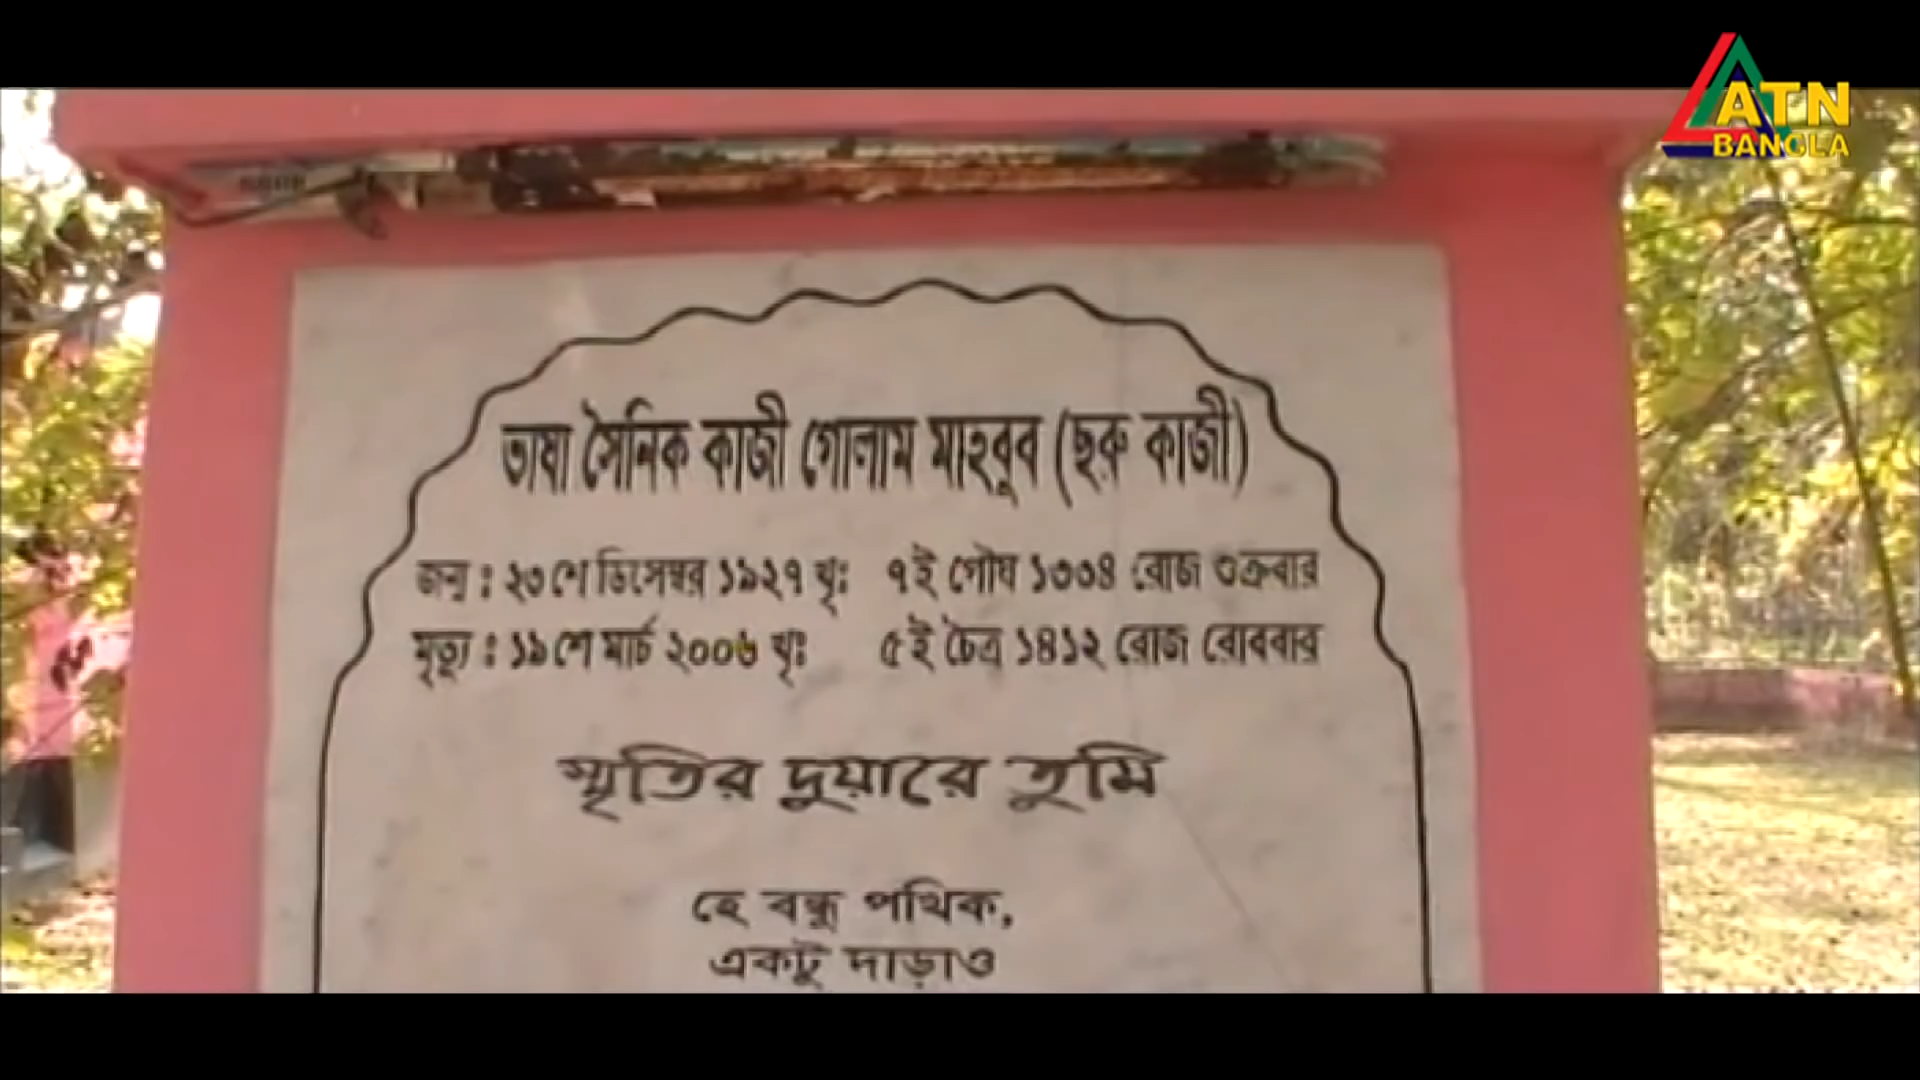 ATN
BANGLA
ভাষা সৈনিক কাজী গোলাম মাহবুব (ছরু কাজী)
জন্ম : ২৩শে ডিসেম্বর ১৯২৭ খৃঃ ৭ই পৌষ ১৩৩৪ রোজ শুক্রবার
মৃত্যু : ১৯শে মার্চ ২০০৬ খৃঃ ৫ই চৈত্র ১৪১২ রোজ রোববার
স্মৃতির দুয়ারে তুমি
হে বন্ধু পথিক,
একটু দাড়াও